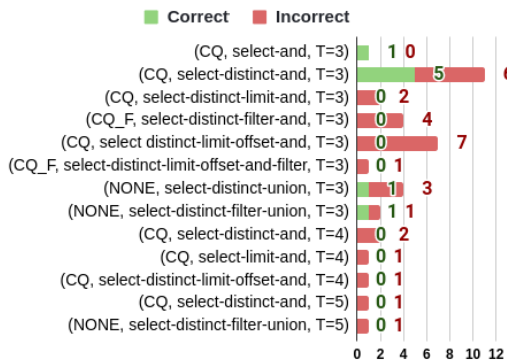 Correct Incorrect
(CQ, select-and, T=3) 1 0
(CQ, select-distinct-and, T=3) 5 6
(CQ, select-distinct-limit-and, T=3) 0 2
(CQ_F, select-distinct-filter-and, T=3) 0 4
(CQ, select distinct-limit-offset-and, T=3) 0 7
(CQ_F, select-distinct-limit-offset-and-filter, T=3) 0 1
(NONE, select-distinct-union, T=3) 1 3
(NONE, select-distinct-filter-union, T=3) 1 1
(CQ, select-distinct-and, T=4) 0 2
(CQ, select-limit-and, T=4) 0 1
(CQ, select-distinct-limit-offset-and, T=4) 0 1
(CQ, select-distinct-and, T=5) 0 1
(NONE, select-distinct-filter-union, T=5) 0 1
0 2 4 6 8 10 12